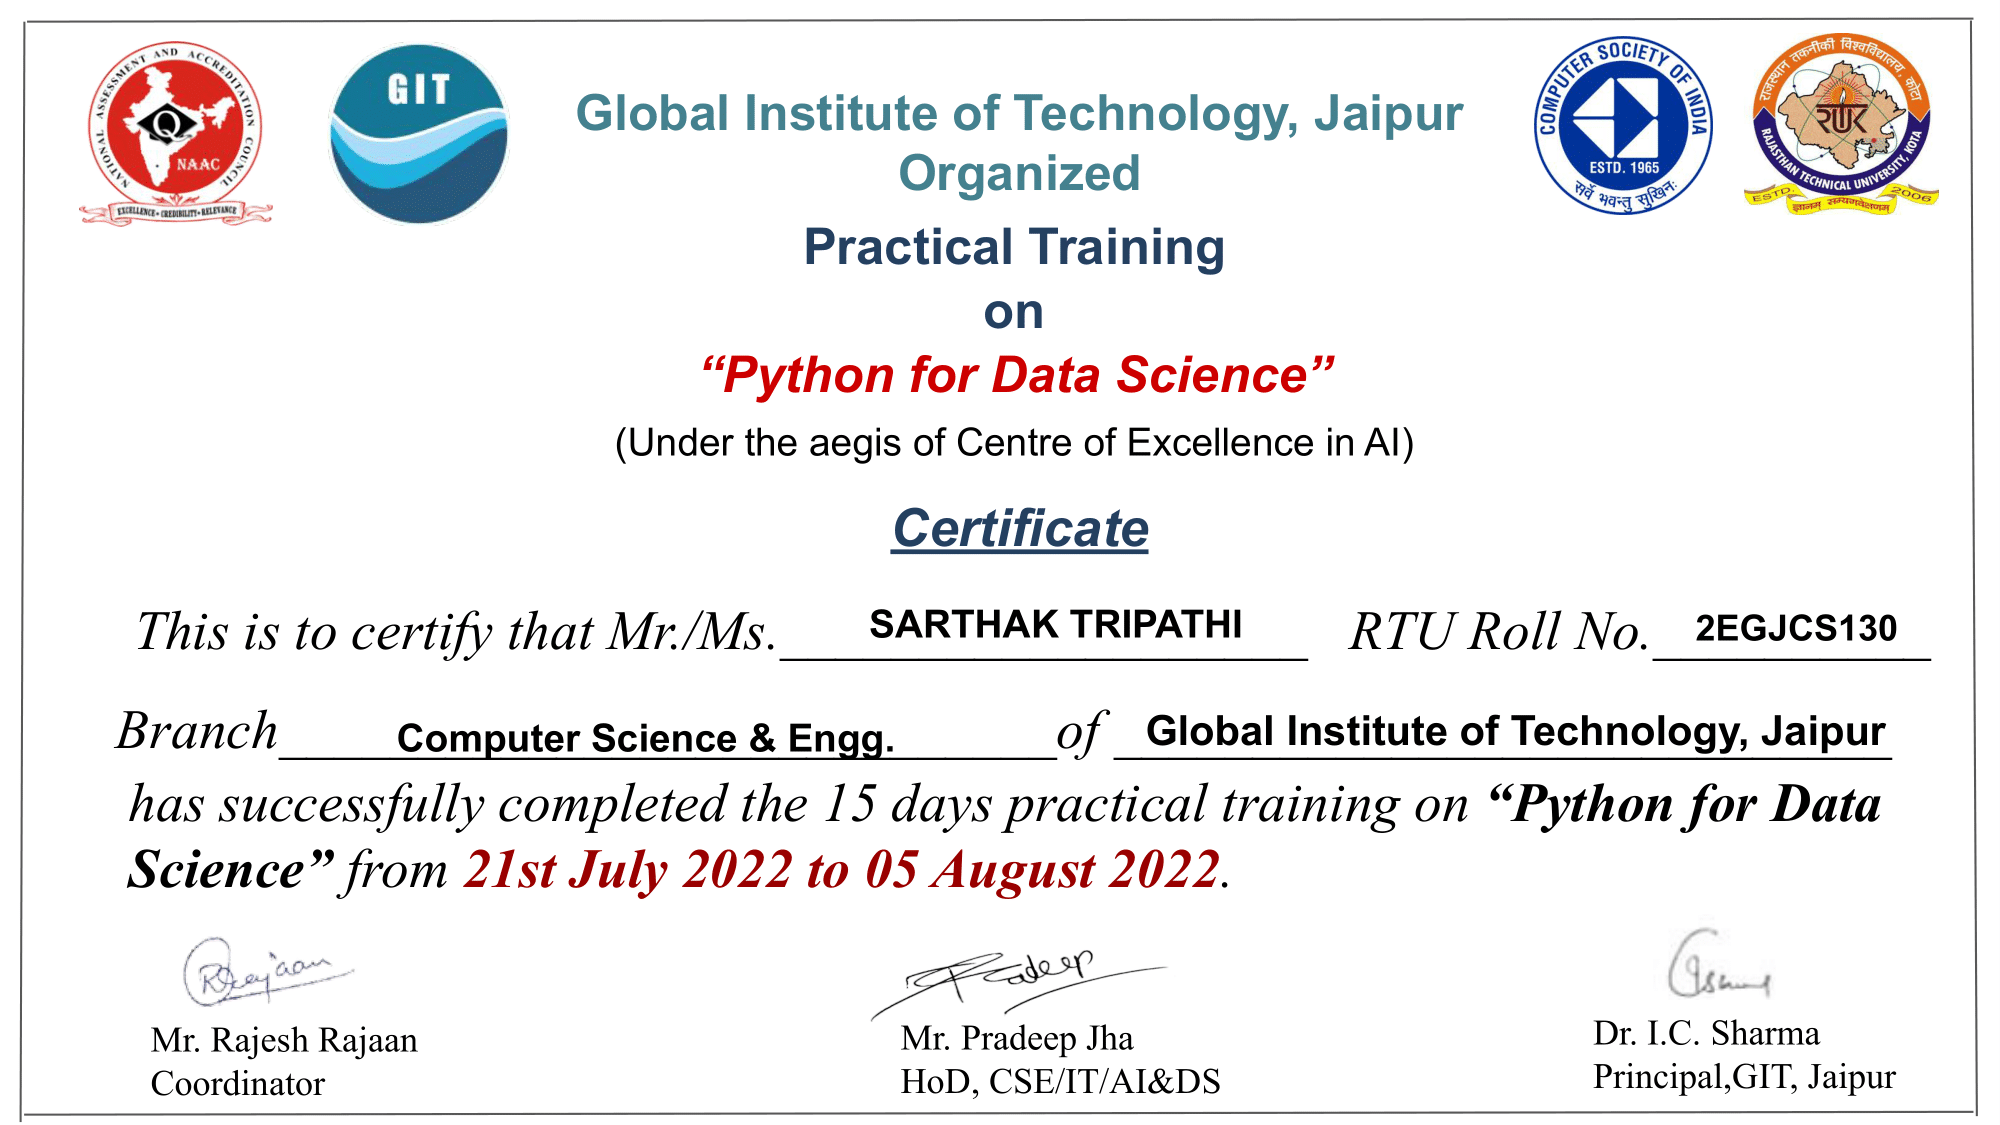 NATIONAL ASSESSMENT AND ACCREDITATION COUNCIL
NAAC
EXCELLENCE • CREDIBILITY • RELEVANCE
GIT
COMPUTER SOCIETY OF INDIA
ESTD. 1965
सर्वे भवन्तु सुखिनः
राजस्थान तकनीकी विश्वविद्यालय, कोटा
RTU
RAJASTHAN TECHNICAL UNIVERSITY, KOTA
ESTD. 2006
Global Institute of Technology, Jaipur
Organized
Practical Training
on
“Python for Data Science”
(Under the aegis of Centre of Excellence in AI)
Certificate
This is to certify that Mr./Ms. SARTHAK TRIPATHI RTU Roll No. 2EGJCS130
Branch Computer Science & Engg. of Global Institute of Technology, Jaipur
has successfully completed the 15 days practical training on “Python for Data
Science” from 21st July 2022 to 05 August 2022.
Pradeep
Mr. Rajesh Rajaan
Coordinator
Mr. Pradeep Jha
HoD, CSE/IT/AI&DS
Dr. I.C. Sharma
Principal,GIT, Jaipur